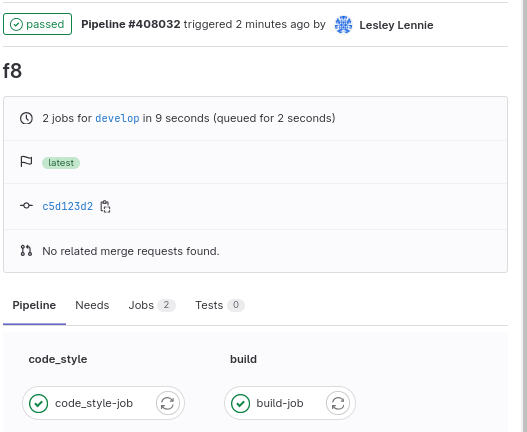 passed Pipeline #408032 triggered 2 minutes ago by Lesley Lennie
f8
2 jobs for develop in 9 seconds (queued for 2 seconds)
latest
c5d123d2
No related merge requests found.
Pipeline Needs Jobs 2 Tests 0
code_style build
code_style-job build-job